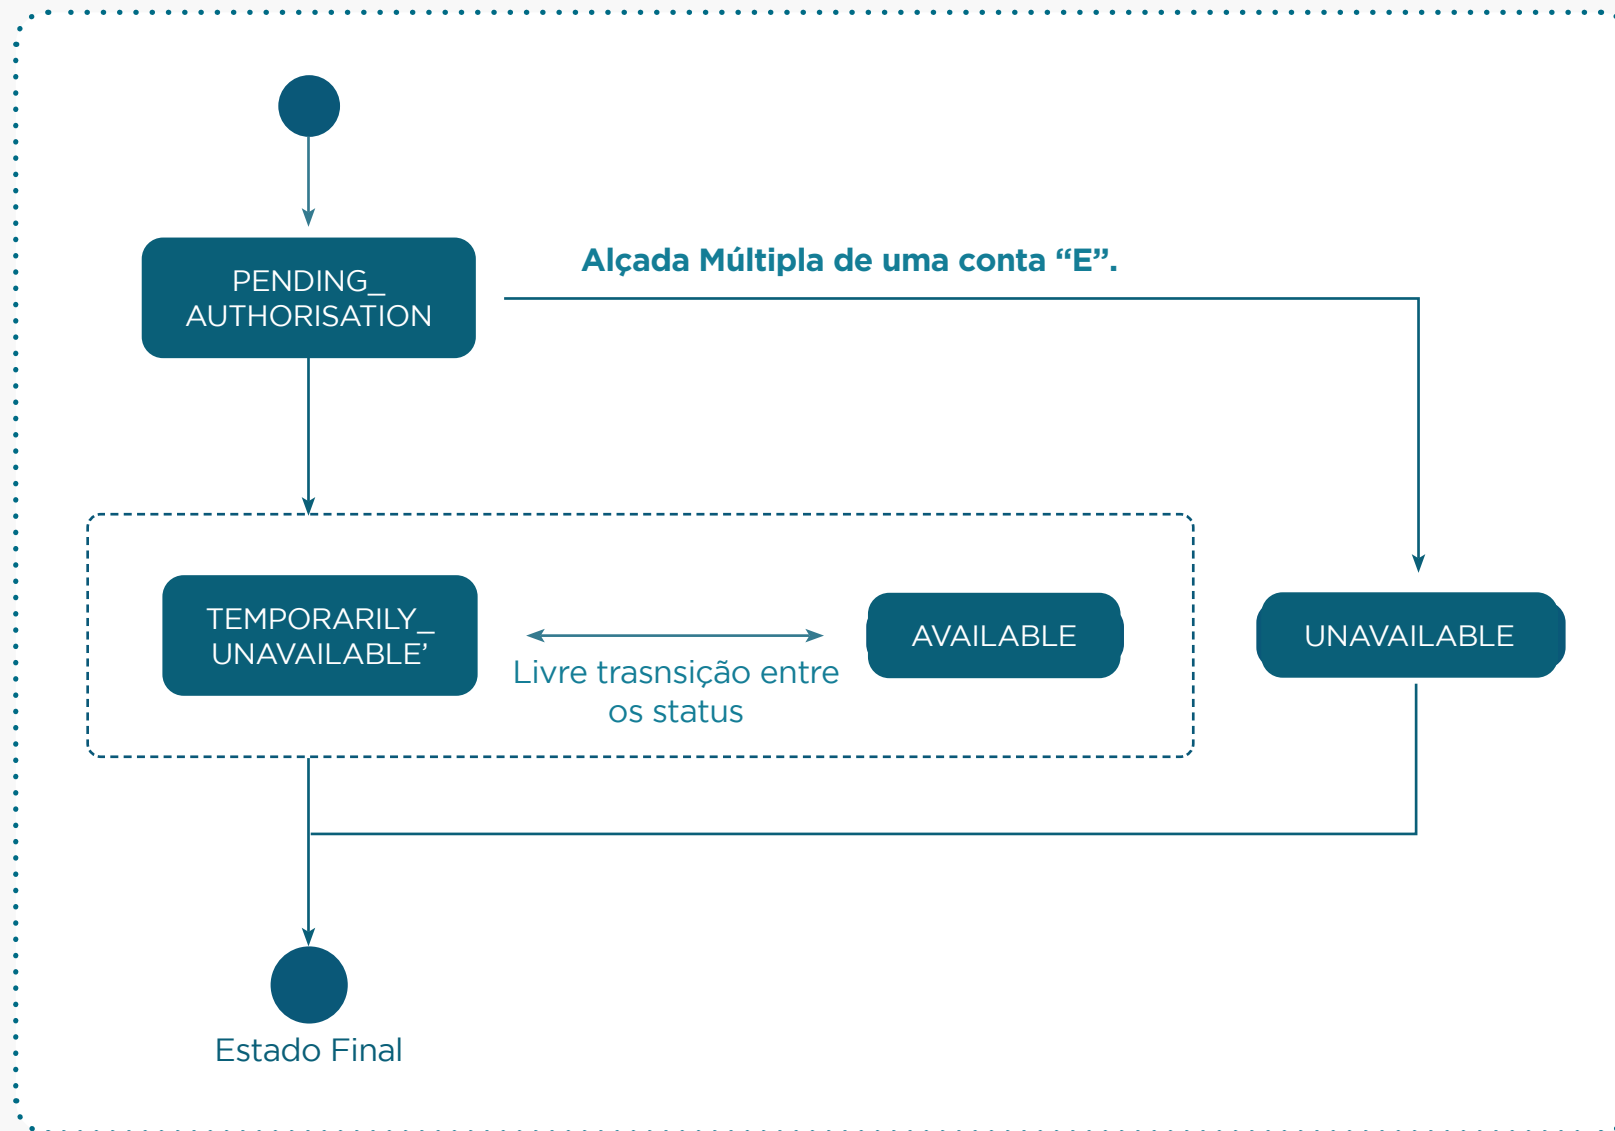 PENDING_
AUTHORISATION
Alçada Múltipla de uma conta “E”.
TEMPORARILY_
UNAVAILABLE’
Livre trasnsição entre
os status
AVAILABLE
UNAVAILABLE
Estado Final